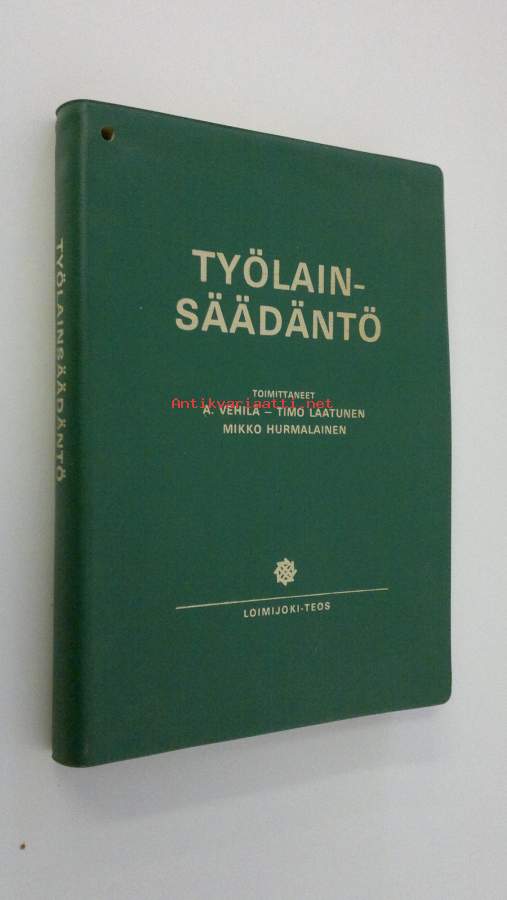 TYÖLAINSÄÄDÄNTÖ
TYÖLAIN-
SÄÄDÄNTÖ
TOIMITTANEET
Antikvariaatti.net
A. VEHILÄ – TIMO LAATUNEN
MIKKO HURMALAINEN
LOIMIJOKI-TEOS